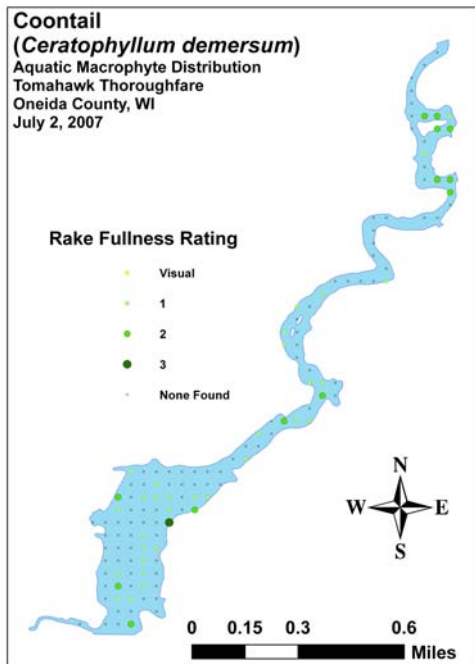 Coontail
(Ceratophyllum demersum)
Aquatic Macrophyte Distribution
Tomahawk Thoroughfare
Oneida County, WI
July 2, 2007
Rake Fullness Rating
Visual
1
2
3
None Found
N
W E
S
0 0.15 0.3 0.6
Miles